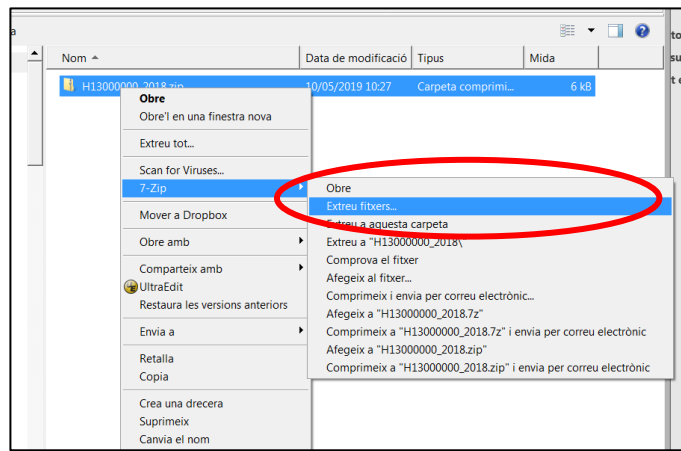 a
to
su
t e
Nom Data de modificació Tipus Mida
H13000000_2018.zip 10/05/2019 10:27 Carpeta comprimi... 6 kB
Obre
Obre'l en una finestra nova
Extreu tot...
Scan for Viruses...
7-Zip
Mover a Dropbox
Obre amb
Comparteix amb
UltraEdit
Restaura les versions anteriors
Envia a
Retalla
Copia
Crea una drecera
Suprimeix
Canvia el nom
Obre
Extreu fitxers...
Extreu a aquesta carpeta
Extreu a "H13000000_2018\
Comprova el fitxer
Afegeix al fitxer...
Comprimeix i envia per correu electrònic...
Afegeix a "H13000000_2018.7z"
Comprimeix a "H13000000_2018.7z" i envia per correu electrònic
Afegeix a "H13000000_2018.zip"
Comprimeix a "H13000000_2018.zip" i envia per correu electrònic